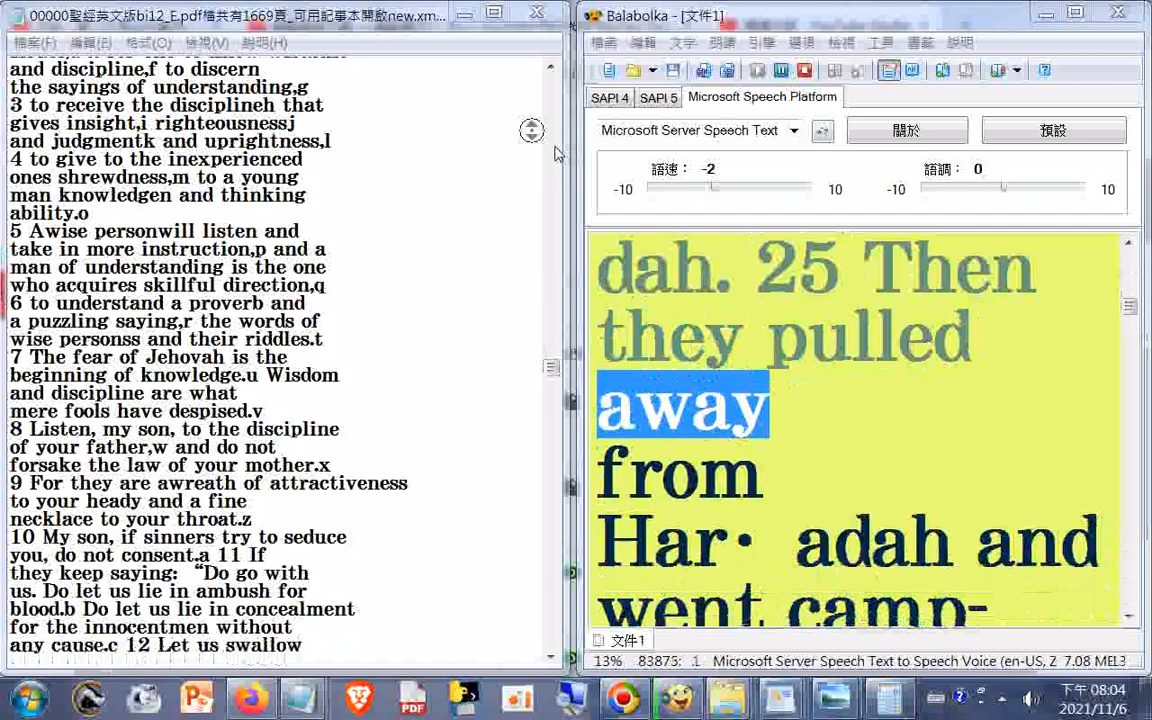 00000聖經英文版bi12_E.pdf檔共有1669頁_可用記事本開啟new.xm...
檔案(F) 編輯(E) 格式(O) 檢視(V) 說明(H)
and discipline,f to discern
the sayings of understanding,g
3 to receive the disciplineh that
gives insight,i righteousnessj
and judgmentk and uprightness,l
4 to give to the inexperienced
ones shrewdness,m to a young
man knowledgen and thinking
ability.o
5 Awise personwill listen and
take in more instruction,p and a
man of understanding is the one
who acquires skillful direction,q
6 to understand a proverb and
a puzzling saying,r the words of
wise personss and their riddles.t
7 The fear of Jehovah is the
beginning of knowledge.u Wisdom
and discipline are what
mere fools have despised.v
8 Listen, my son, to the discipline
of your father,w and do not
forsake the law of your mother.x
9 For they are awreath of attractiveness
to your heady and a fine
necklace to your throat.z
10 My son, if sinners try to seduce
you, do not consent.a 11 If
they keep saying: “Do go with
us. Do let us lie in ambush for
blood.b Do let us lie in concealment
for the innocentmen without
any cause.c 12 Let us swallow
Balabolka - [文件1]
檔案 編輯 文字 朗讀 引擎 選項 檢視 工具 書籤 說明
SAPI 4 SAPI 5 Microsoft Speech Platform
Microsoft Server Speech Text 關於 預設
語速： -2 語調： 0
-10 10 -10 10
dah. 25 Then
they pulled
away
from
Har· adah and
went camp-
文件1
13% 83875: 1 Microsoft Server Speech Text to Speech Voice (en-US, Z 7.08 MEL3
PDF
下午 08:04
2021/11/6